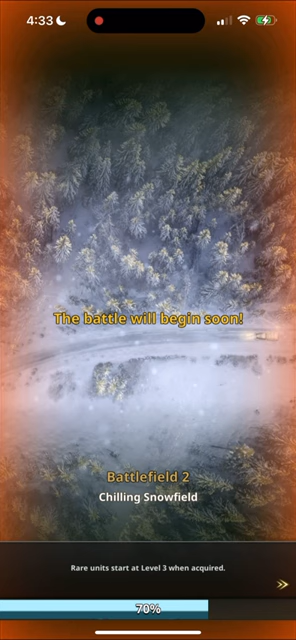 4:33
The battle will begin soon!
Battlefield 2
Chilling Snowfield
Rare units start at Level 3 when acquired.
70%